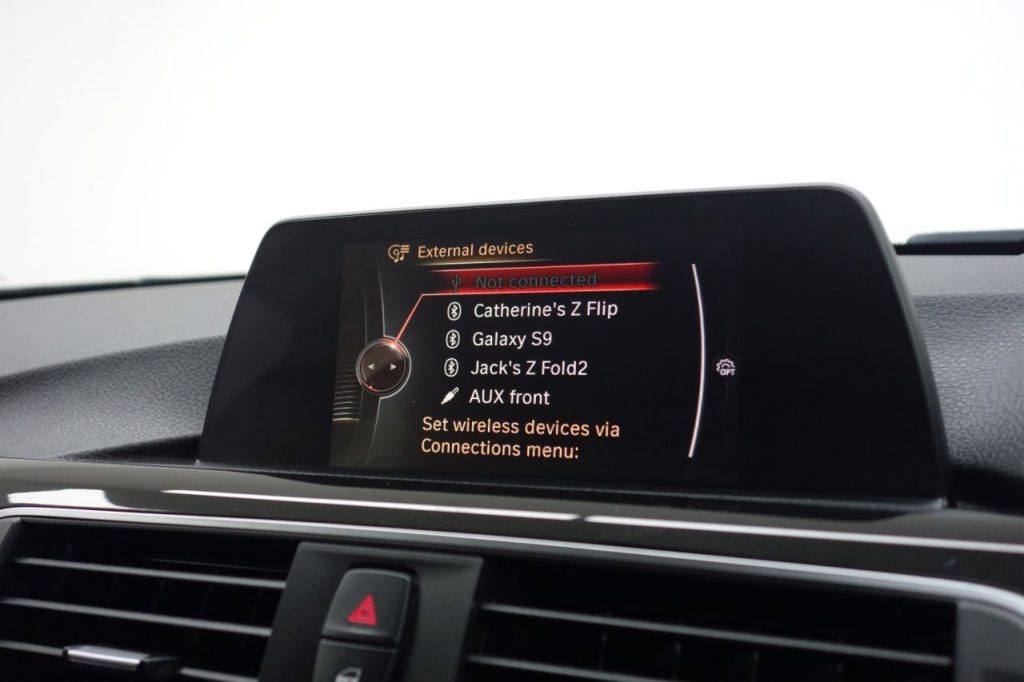 External devices
Not connected
Catherine's Z Flip
Galaxy S9
Jack's Z Fold2
AUX front
Set wireless devices via
Connections menu:
OPT